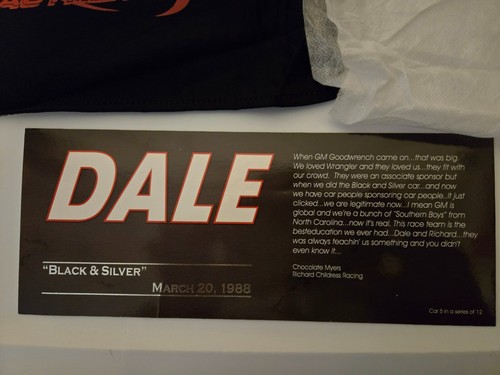 DALE
"BLACK & SILVER"
MARCH 20, 1988
When GM Goodwrench came on...that was big.
We loved Wrangler and they loved us...they fit with
our crowd. They were an associate sponsor but
when we did the Black and Silver car...and now
we have car people sponsoring car people..it just
clicked...we are legitimate now...I mean GM is
global and we're a bunch of "Southern Boys" from
North Carolina...now it's real. This race team is the
besteducation we ever had...Dale and Richard...they
was always teachin' us something and you didn't
even know it...
Chocolate Myers
Richard Childress Racing
Car 5 in a series of 12